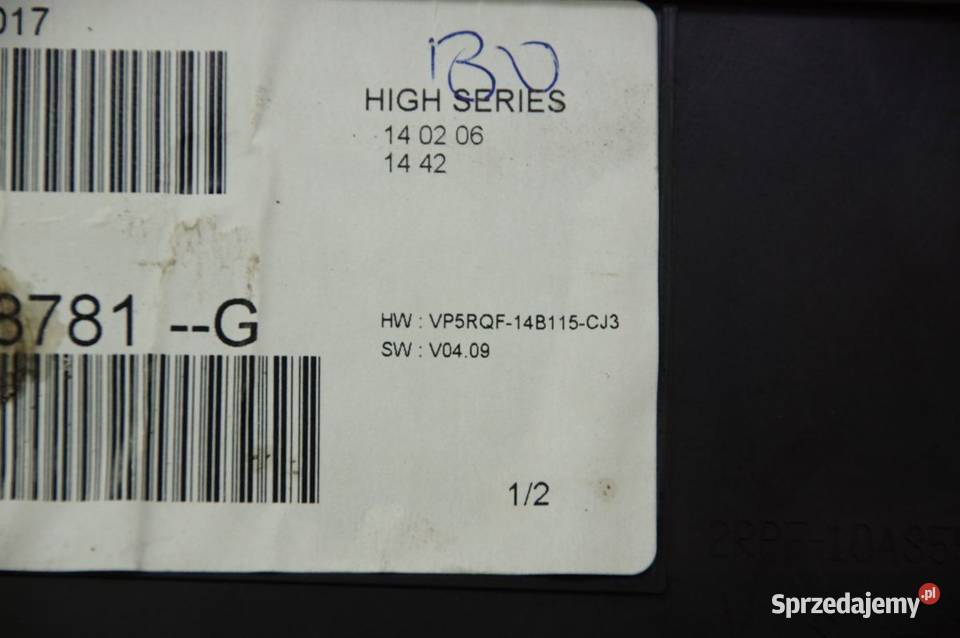 017
HIGH SERIES
14 02 06
14 42
8781 --G
HW : VP5RQF-14B115-CJ3
SW : V04.09
1/2
Sprzedajemy.pl